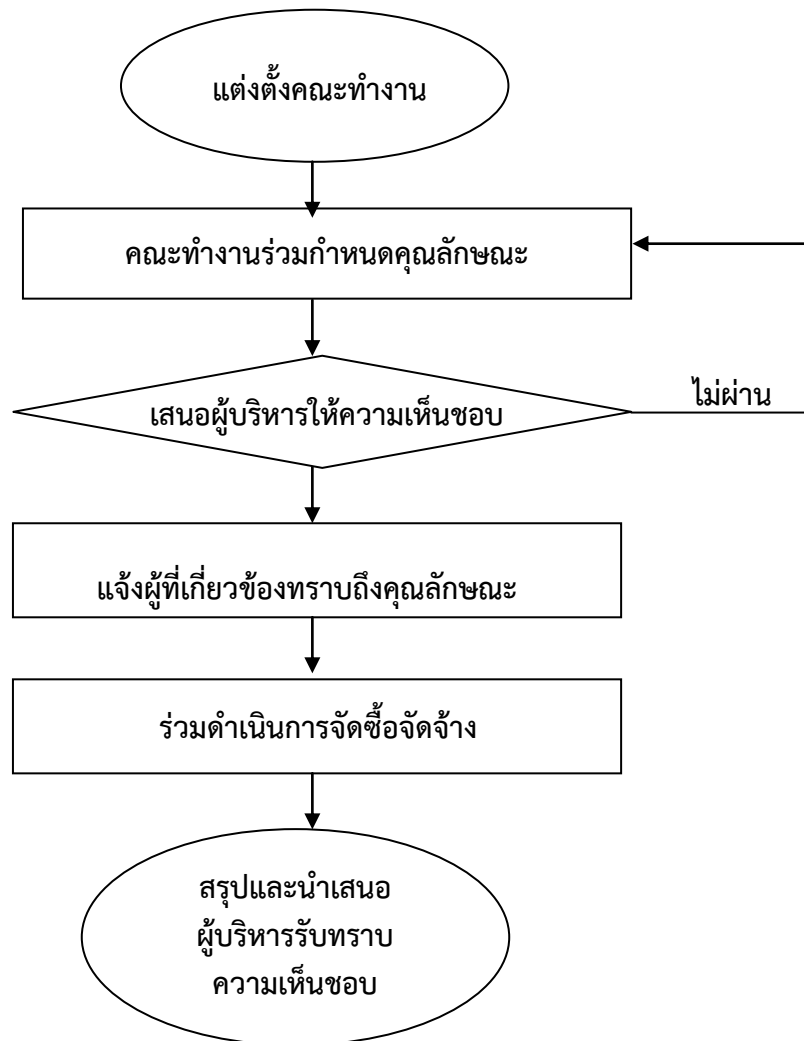 แต่งตั้งคณะทำงาน
คณะทำงานร่วมกำหนดคุณลักษณะ
เสนอผู้บริหารให้ความเห็นชอบ
ไม่ผ่าน
แจ้งผู้ที่เกี่ยวข้องทราบถึงคุณลักษณะ
ร่วมดำเนินการจัดซื้อจัดจ้าง
สรุปและนำเสนอ
ผู้บริหารรับทราบ
ความเห็นชอบ